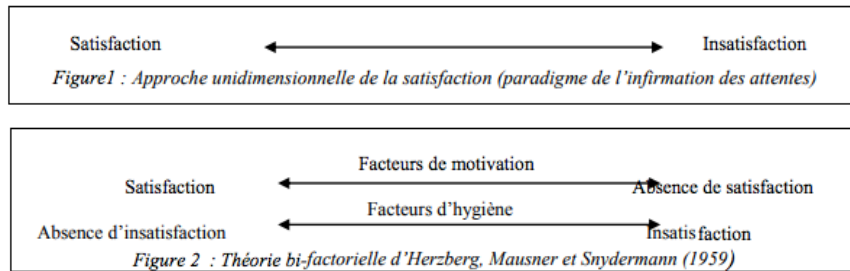 Satisfaction Insatisfaction
Figure1 : Approche unidimensionnelle de la satisfaction (paradigme de l'infirmation des attentes)
Facteurs de motivation
Satisfaction Absence de satisfaction
Facteurs d'hygiène
Absence d'insatisfaction Insatisfaction
Figure 2 : Théorie bi-factorielle d'Herzberg, Mausner et Snydermann (1959)